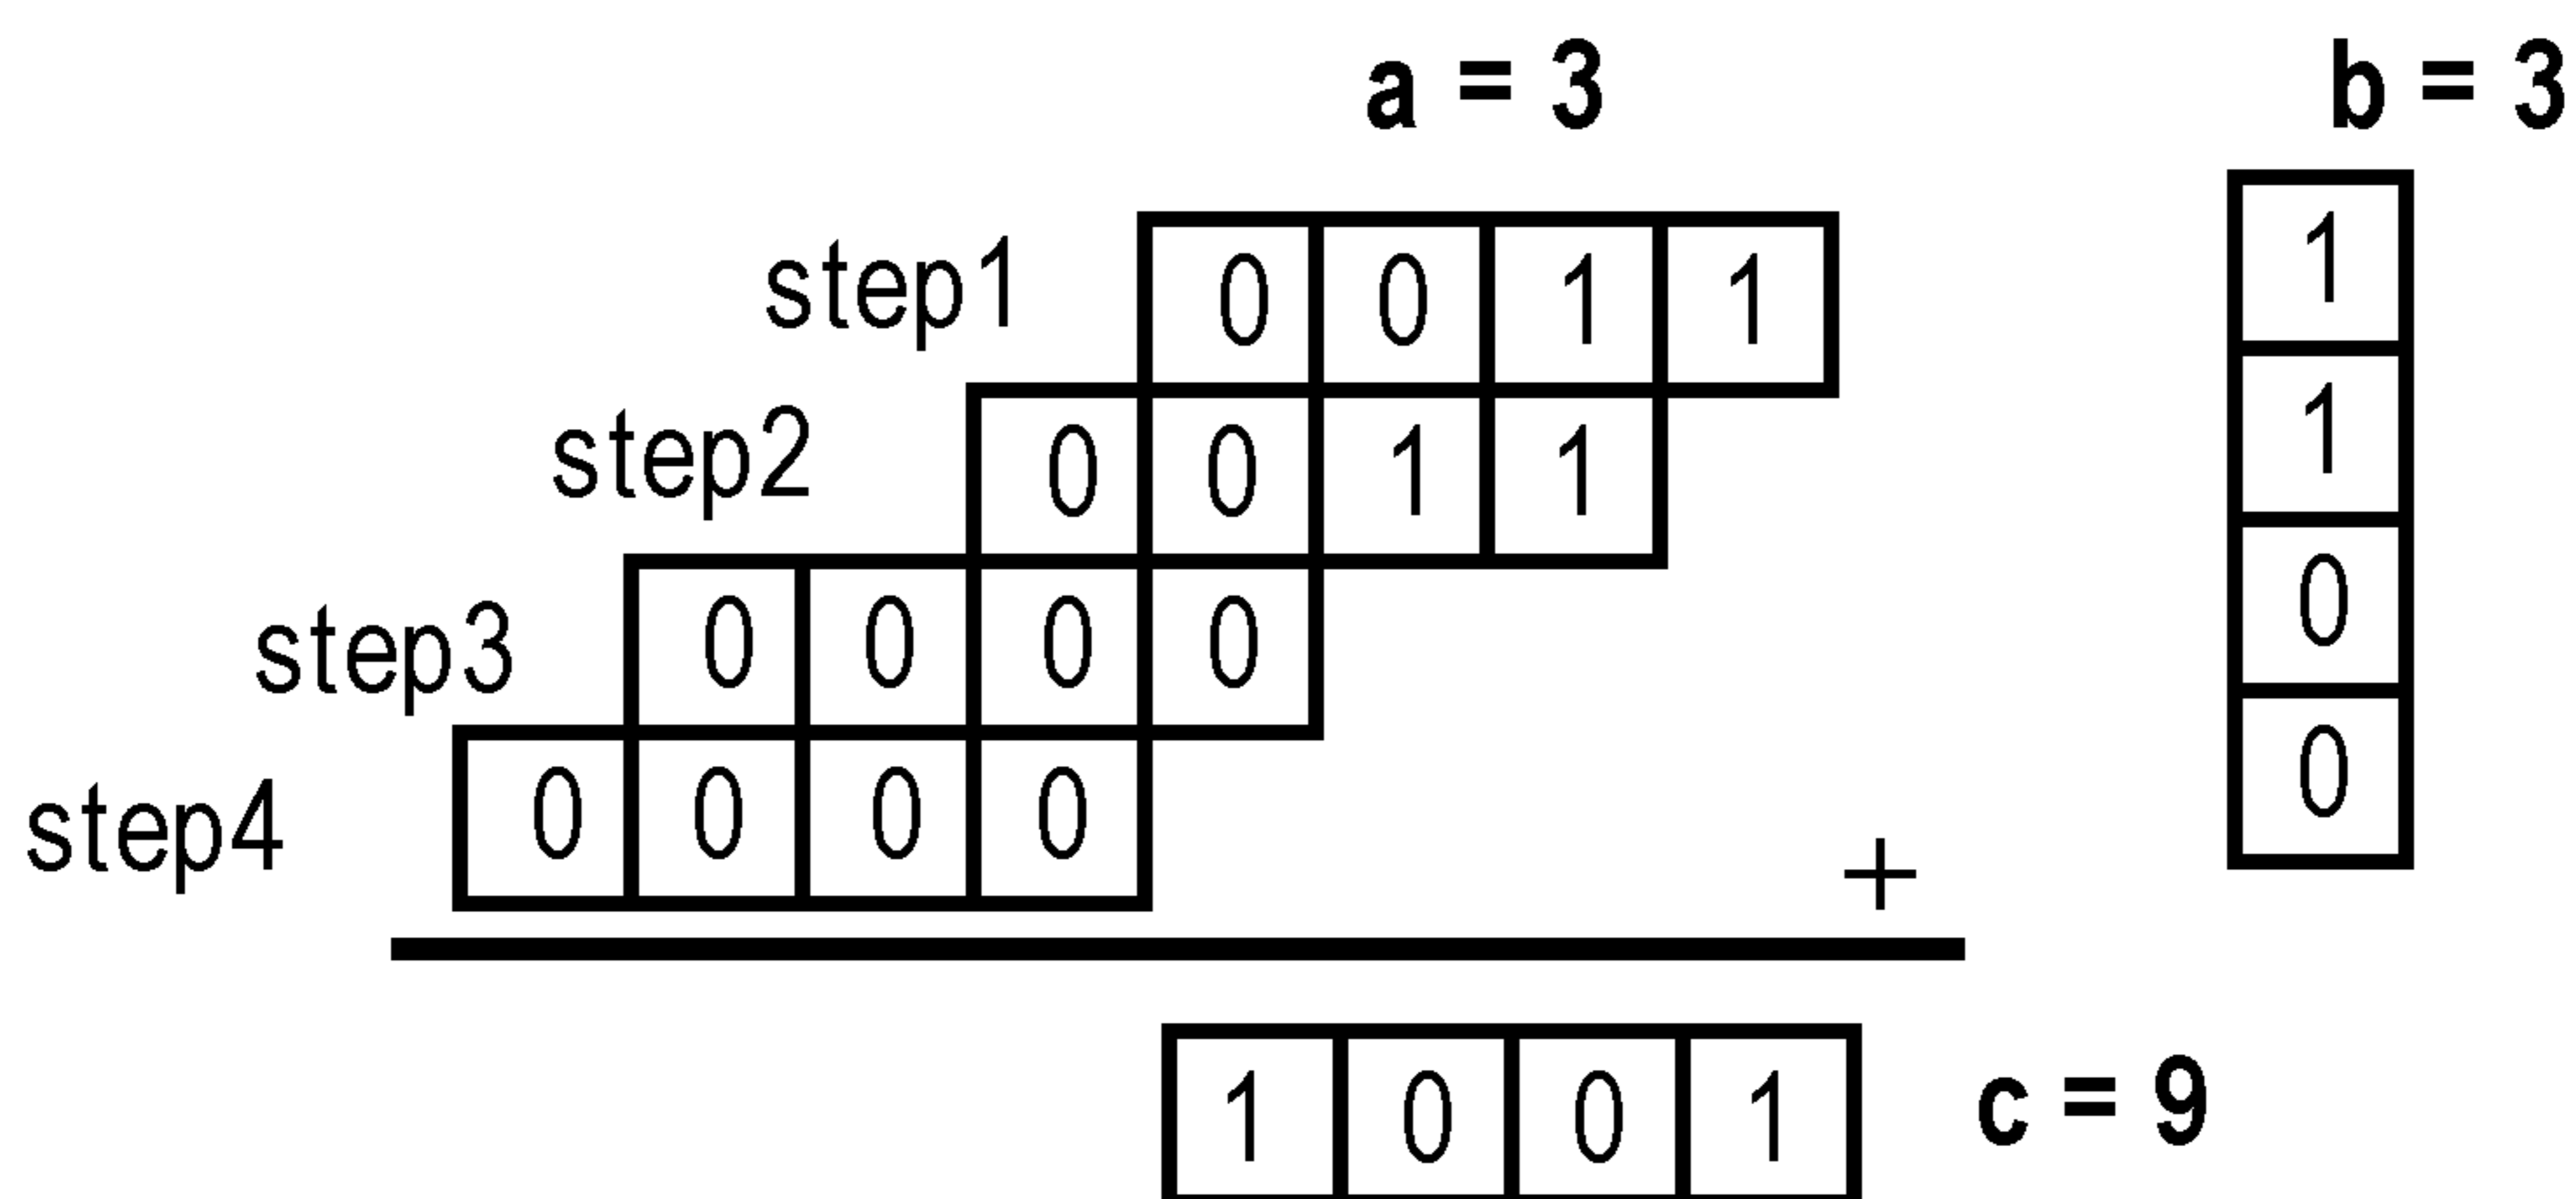 a = 3 b = 3
step1 0 0 1 1 1
step2 0 0 1 1 1
step3 0 0 0 0 0
step4 0 0 0 0 0
+
1 0 0 1 c = 9